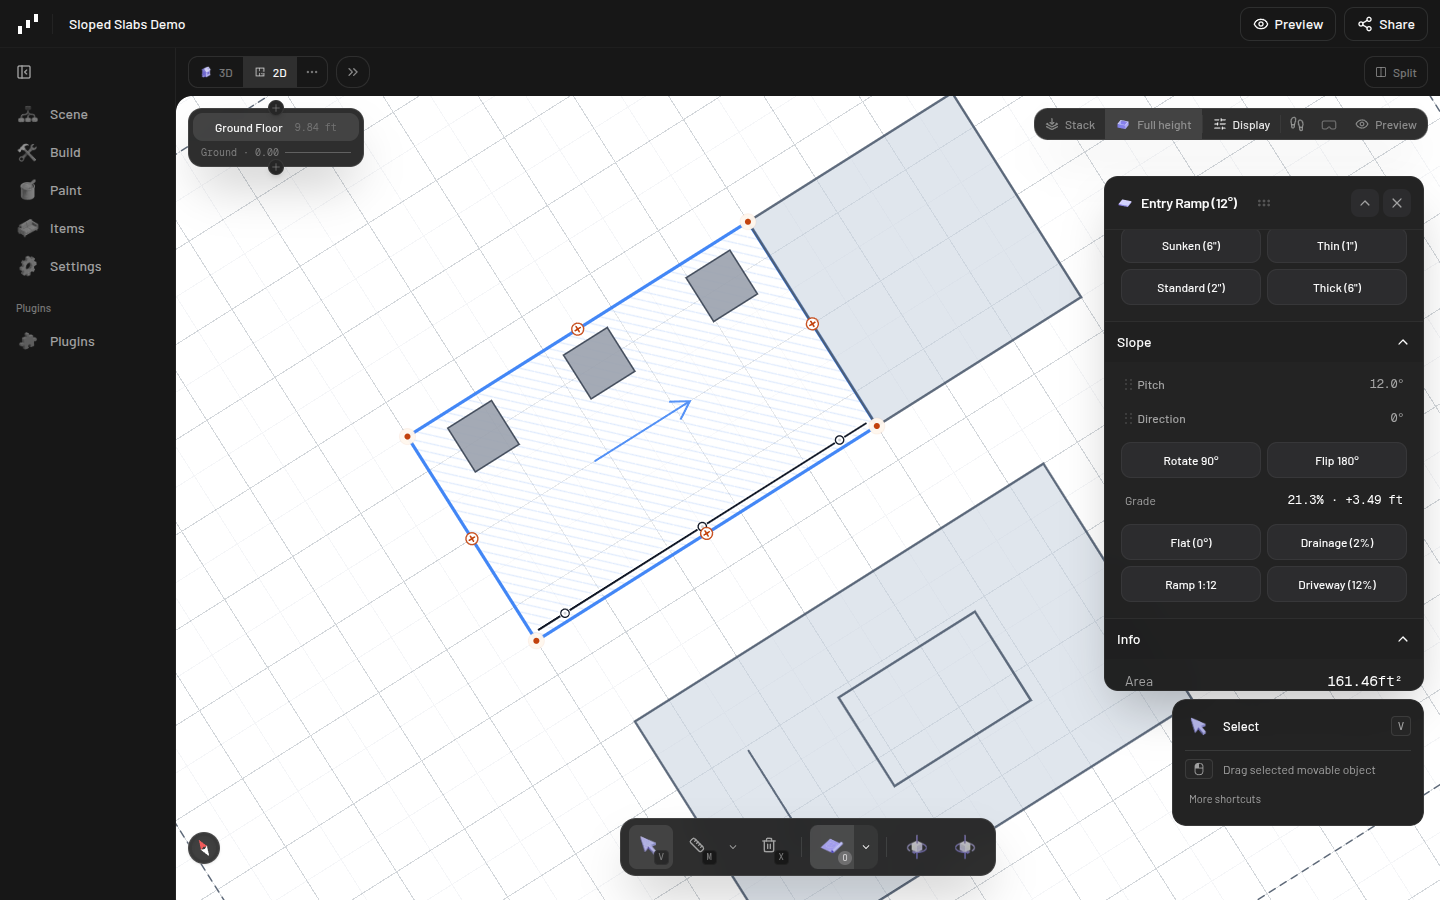 Sloped Slabs Demo
Preview
Share
3D
2D
Split
Scene
Build
Paint
Items
Settings
Plugins
Plugins
Ground Floor 9.84 ft
Ground · 0.00
Stack
Full height
Display
Preview
Entry Ramp (12°)
Sunken (6")
Thin (1")
Standard (2")
Thick (6")
Slope
Pitch 12.0°
Direction 0°
Rotate 90°
Flip 180°
Grade 21.3% · +3.49 ft
Flat (0°)
Drainage (2%)
Ramp 1:12
Driveway (12%)
Info
Area 161.46ft²
Select V
Drag selected movable object
More shortcuts
V
M
X
0